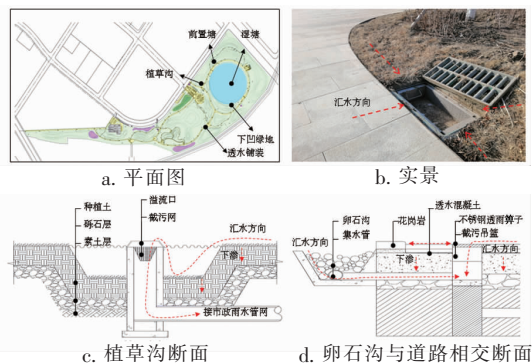 前置塘
湿塘
植草沟
下凹绿地
透水铺装
a. 平面图
汇水方向
b. 实景
种植土
砾石层
素土层
溢流口
截污网
汇水方向
下渗
接市政雨水管网
c. 植草沟断面
透水混凝土
卵石沟
花岗岩
不锈钢透雨箅子
集水管
截污吊篮
汇水方向
下渗
汇水方向
d. 卵石沟与道路相交断面